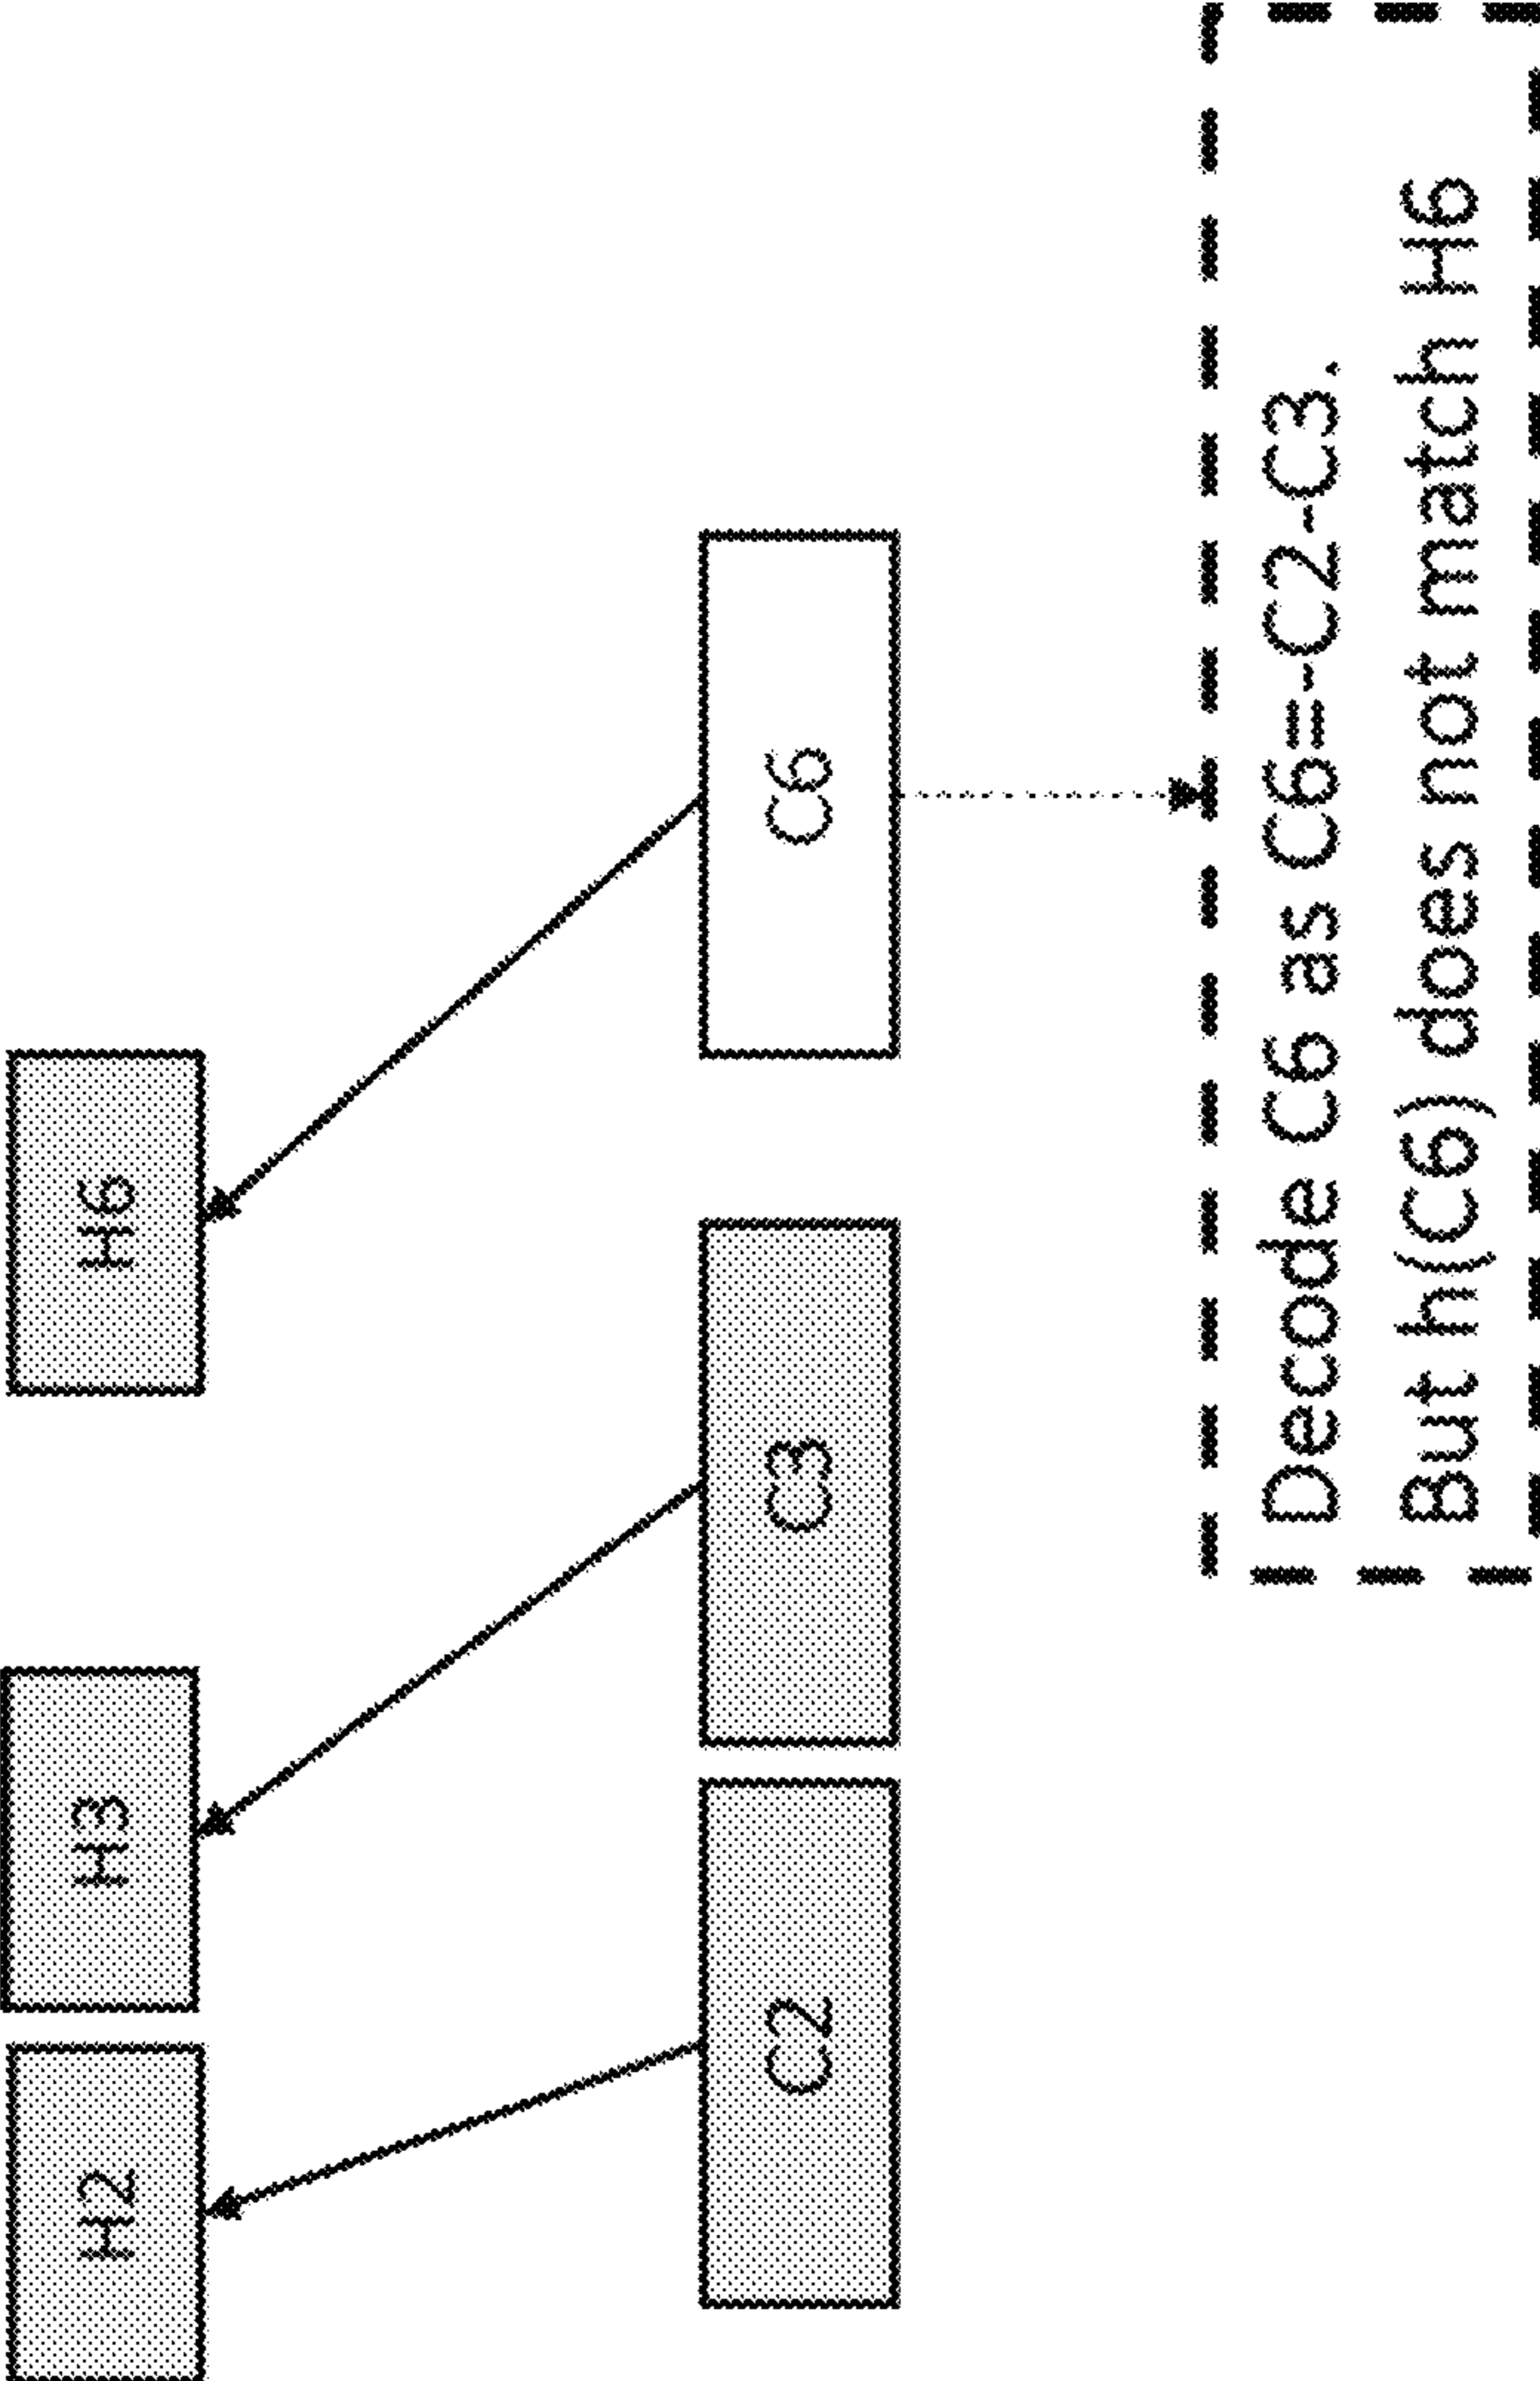 H2
H3
H6
C2
C3
C6
Decode C6 as C6=-C2-C3.
But h(C6) does not match H6